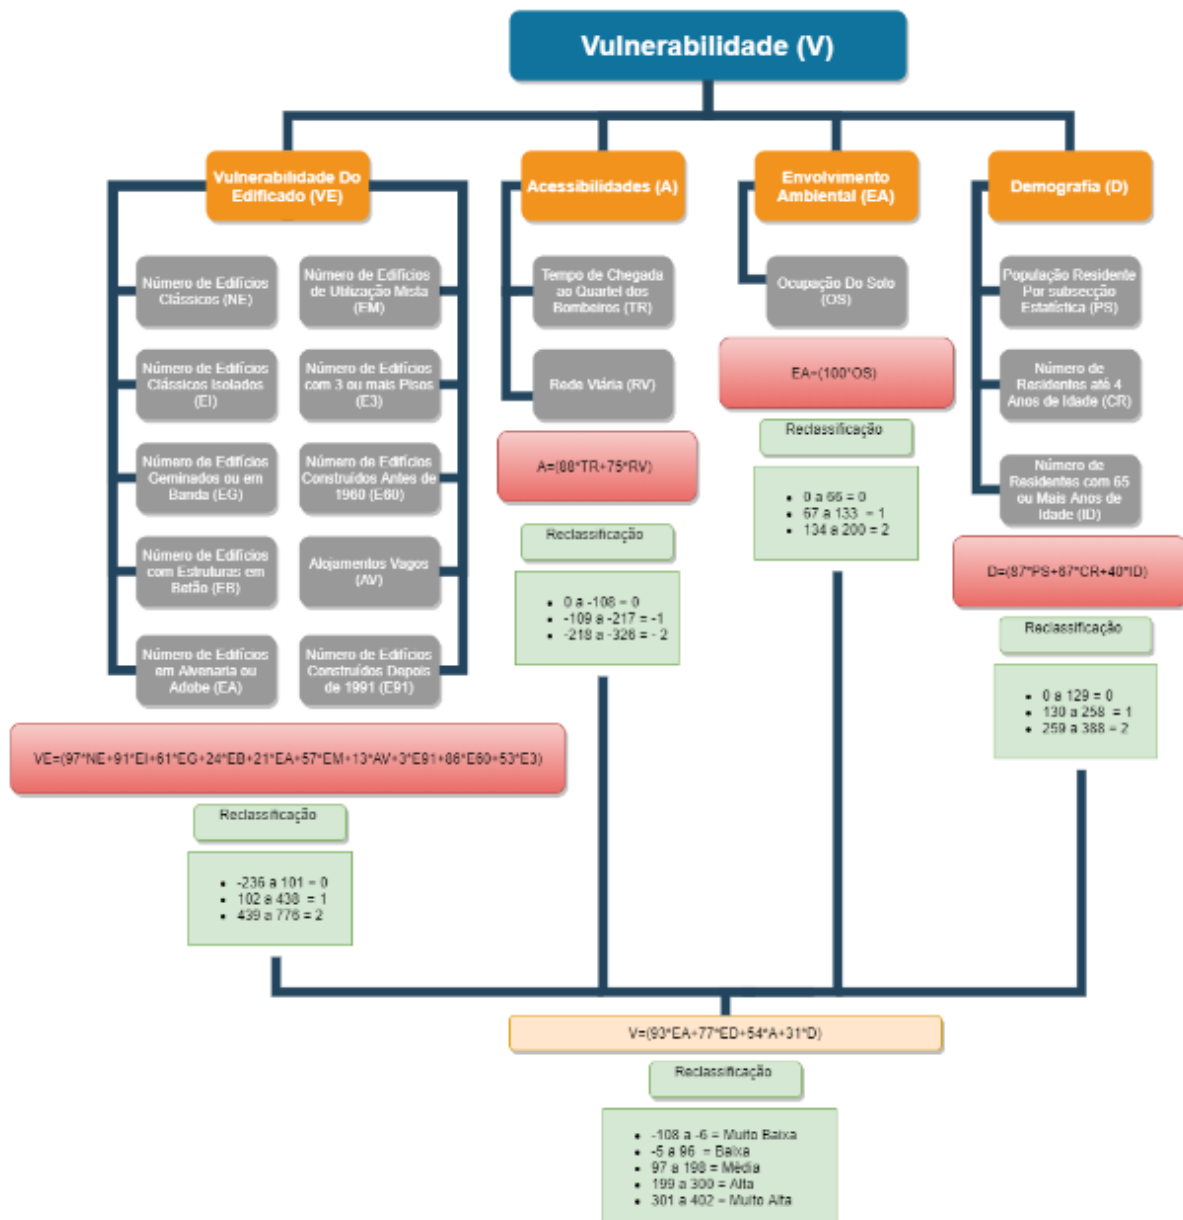 Vulnerabilidade (V)
Vulnerabilidade Do
Edificado (VE)
Número de Edifícios
Clássicos (NE)
Número de Edifícios
de Utilização Mista
(EM)
Número de Edifícios
Clássicos Isolados
(EI)
Número de Edifícios
com 3 ou mais Pisos
(E3)
Número de Edifícios
Geminados ou em
Banda (EG)
Número de Edifícios
Construídos Antes de
1960 (E60)
Número de Edifícios
com Estruturas em
Betão (EB)
Alojamentos Vagos
(AV)
Número de Edifícios
em Alvenaria ou
Adobe (EA)
Número de Edifícios
Construídos Depois
de 1991 (E91)
VE=(97*NE+91*EI+61*EG+24*EB+21*EA+57*EM+13*AV+3*E91+86*E60+53*E3)
Reclassificação
• -236 a 101 = 0
• 102 a 438 = 1
• 439 a 776 = 2
Acessibilidades (A)
Tempo de Chegada
ao Quartel dos
Bombeiros (TR)
Rede Viária (RV)
A=(88*TR+75*RV)
Reclassificação
• 0 a -108 = 0
• -109 a -217 = -1
• -218 a -326 = - 2
Envolvimento
Ambiental (EA)
Ocupação Do Solo
(OS)
EA=(100*OS)
Reclassificação
• 0 a 66 = 0
• 67 a 133 = 1
• 134 a 200 = 2
Demografia (D)
População Residente
Por subsecção
Estatística (PS)
Número de
Residentes até 4
Anos de Idade (CR)
Número de
Residentes com 65
ou Mais Anos de
Idade (ID)
D=(87*PS+67*CR+40*ID)
Reclassificação
• 0 a 129 = 0
• 130 a 258 = 1
• 259 a 388 = 2
V=(93*EA+77*ED+54*A+31*D)
Reclassificação
• -108 a -6 = Muito Baixa
• -5 a 96 = Baixa
• 97 a 198 = Média
• 199 a 300 = Alta
• 301 a 402 = Muito Alta